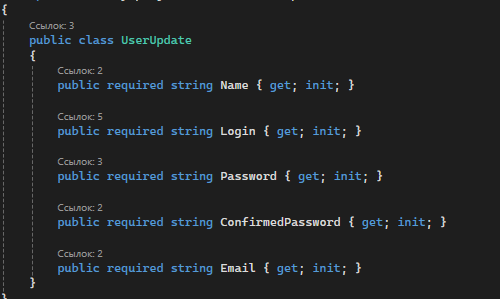 {
Ссылок: 3
public class UserUpdate
{
Ссылок: 2
public required string Name { get; init; }
Ссылок: 5
public required string Login { get; init; }
Ссылок: 3
public required string Password { get; init; }
Ссылок: 2
public required string ConfirmedPassword { get; init; }
Ссылок: 2
public required string Email { get; init; }
}
}